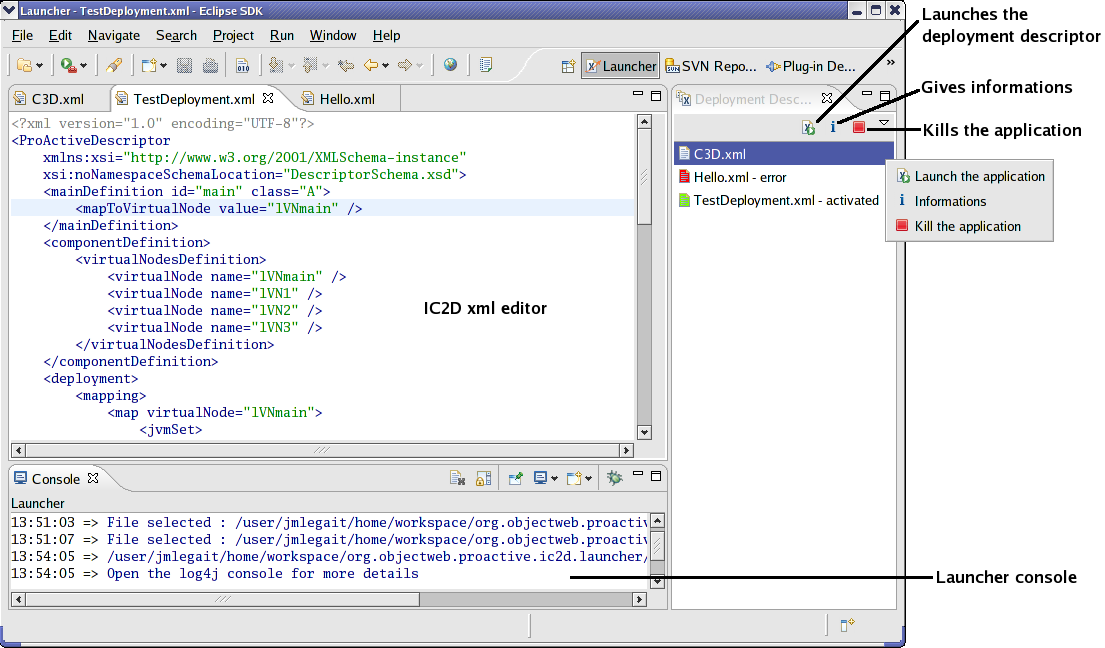 Launcher - TestDeployment.xml - Eclipse SDK
File Edit Navigate Search Project Run Window Help
Launcher SVN Repo... Plug-in De... »
C3D.xml TestDeployment.xml Hello.xml
<?xml version="1.0" encoding="UTF-8"?>
<ProActiveDescriptor
xmlns:xsi="http://www.w3.org/2001/XMLSchema-instance"
xsi:noNamespaceSchemaLocation="DescriptorSchema.xsd">
<mainDefinition id="main" class="A">
<mapToVirtualNode value="lVNmain" />
</mainDefinition>
<componentDefinition>
<virtualNodesDefinition>
<virtualNode name="lVNmain" />
<virtualNode name="lVN1" />
<virtualNode name="lVN2" />
<virtualNode name="lVN3" />
</virtualNodesDefinition>
</componentDefinition>
<deployment>
<mapping>
<map virtualNode="lVNmain">
<jvmSet>
IC2D xml editor
Deployment Desc...
C3D.xml
Hello.xml - error
TestDeployment.xml - activated
Launch the application
Informations
Kill the application
Launches the
deployment descriptor
Gives informations
Kills the application
Console
Launcher
13:51:03 => File selected : /user/jmlegait/home/workspace/org.objectweb.proactiv
13:51:07 => File selected : /user/jmlegait/home/workspace/org.objectweb.proactiv
13:54:05 => /user/jmlegait/home/workspace/org.objectweb.proactive.ic2d.launcher/
13:54:05 => Open the log4j console for more details
Launcher console